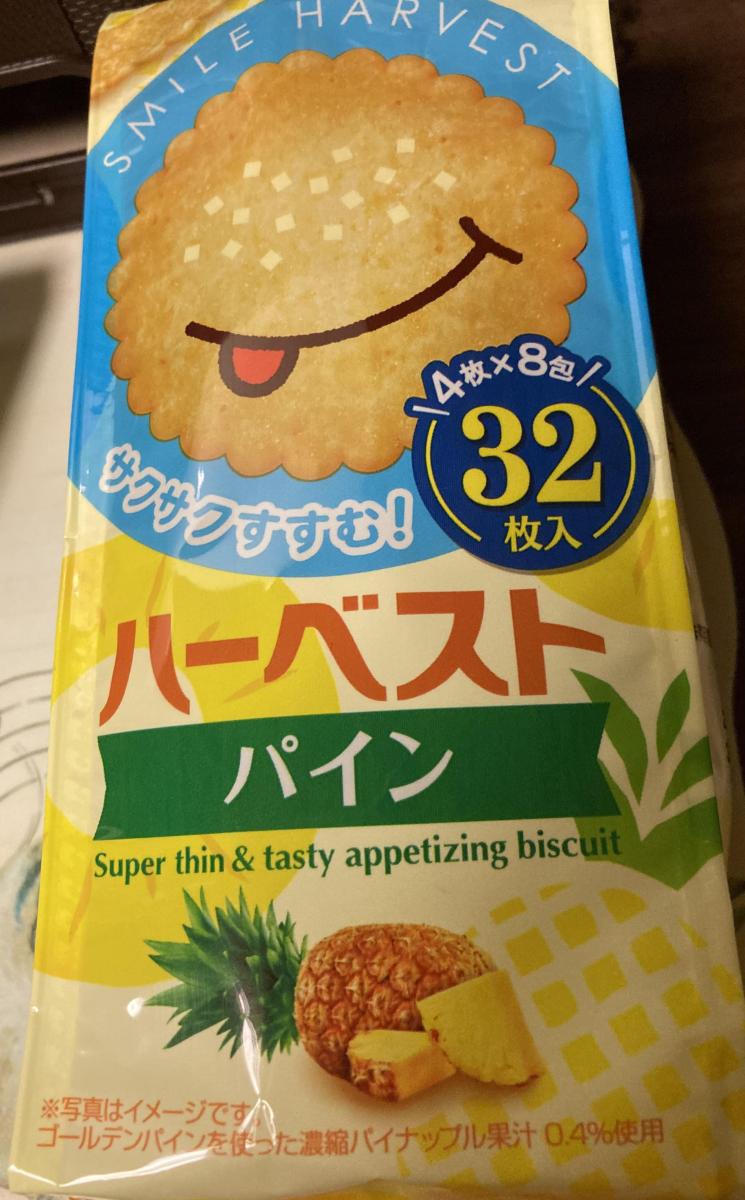 SMILE HARVEST
4枚×8包
32
枚入
サクサクすすむ!
ハーベスト
パイン
Super thin & tasty appetizing biscuit
※写真はイメージです。
ゴールデンパインを使った濃縮パイナップル果汁 0.4%使用